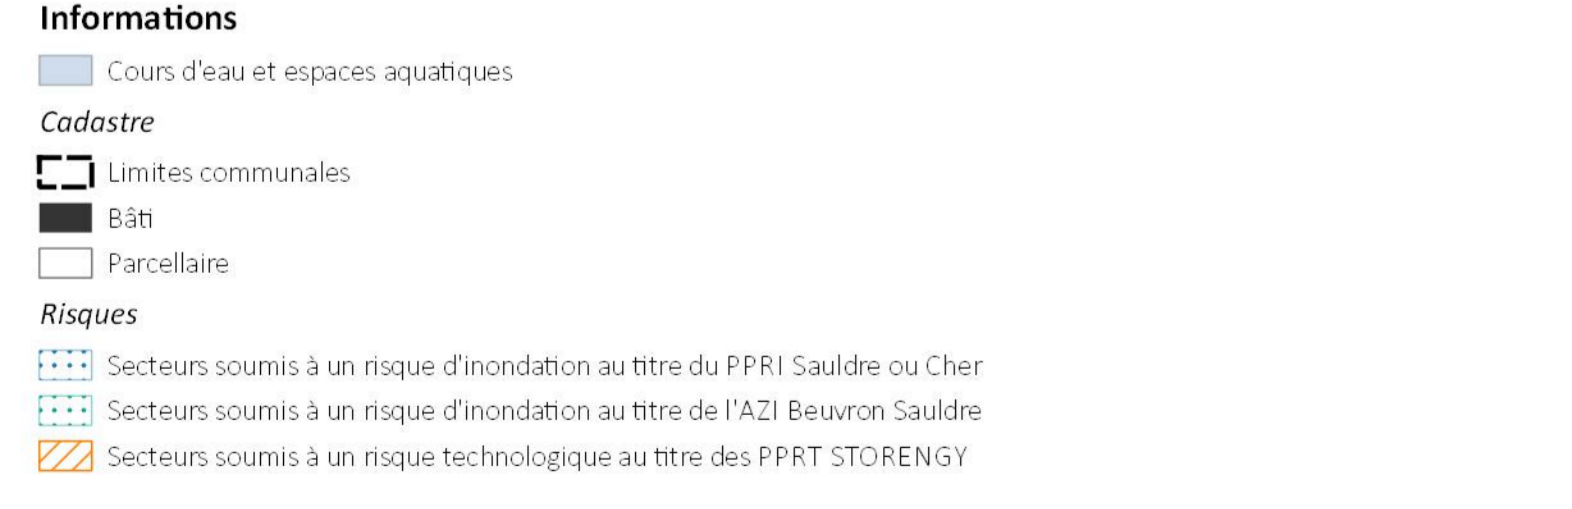 Informations
Cours d'eau et espaces aquatiques
Cadastre
Limites communales
Bâti
Parcellaire
Risques
Secteurs soumis à un risque d'inondation au titre du PPRI Sauldre ou Cher
Secteurs soumis à un risque d'inondation au titre de l'AZI Beuvron Sauldre
Secteurs soumis à un risque technologique au titre des PPRT STORENGY